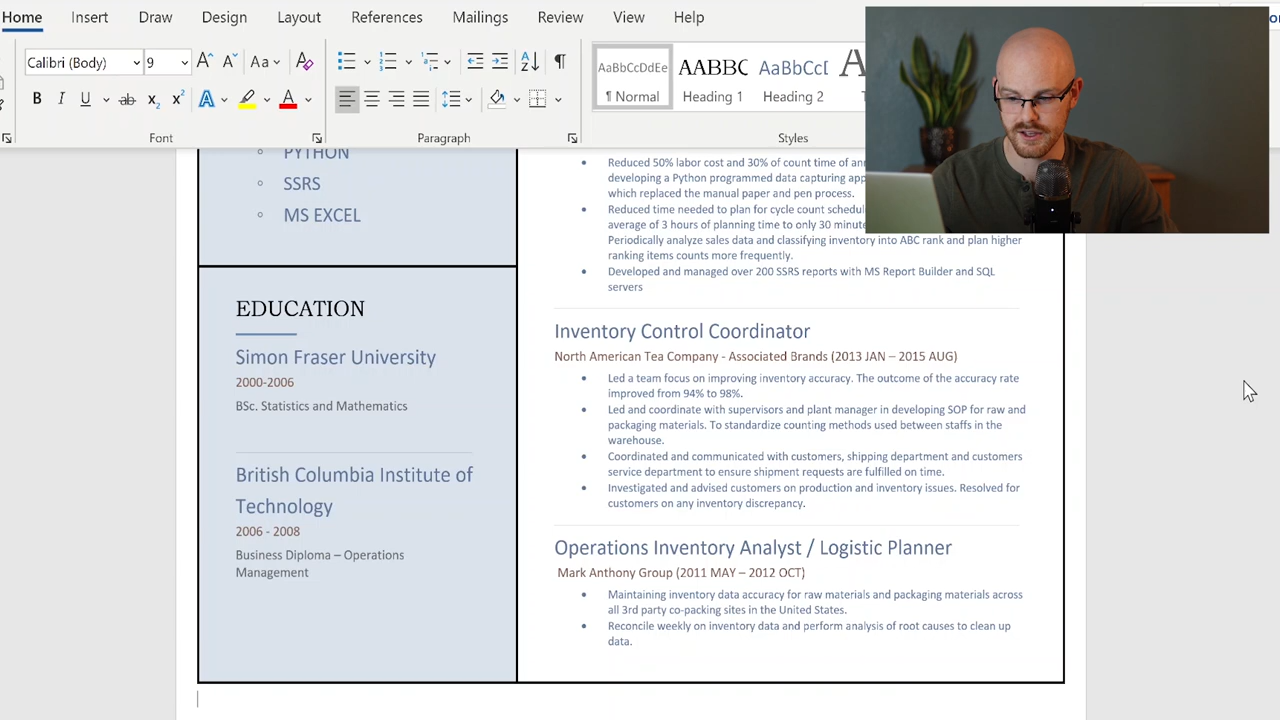 Home Insert Draw Design Layout References Mailings Review View Help
Calibri (Body) 9 Aa
B I U ab x₂ x² A A
AaBbCcDdEe AABBC AaBbCcD
¶ Normal Heading 1 Heading 2
Font Paragraph Styles
PYTHON
SSRS
MS EXCEL
EDUCATION
Simon Fraser University
2000-2006
BSc. Statistics and Mathematics
British Columbia Institute of
Technology
2006 - 2008
Business Diploma – Operations
Management
Reduced 50% labor cost and 30% of count time of
developing a Python programmed data capturing
which replaced the manual paper and pen process.
Reduced time needed to plan for cycle count
average of 3 hours of planning time to only 30
Periodically analyze sales data and classifying inventory into ABC rank and plan higher
ranking items counts more frequently.
Developed and managed over 200 SSRS reports with MS Report Builder and SQL
servers
Inventory Control Coordinator
North American Tea Company - Associated Brands (2013 JAN – 2015 AUG)
Led a team focus on improving inventory accuracy. The outcome of the accuracy rate
improved from 94% to 98%.
Led and coordinate with supervisors and plant manager in developing SOP for raw and
packaging materials. To standardize counting methods used between staffs in the
warehouse.
Coordinated and communicated with customers, shipping department and customers
service department to ensure shipment requests are fulfilled on time.
Investigated and advised customers on production and inventory issues. Resolved for
customers on any inventory discrepancy.
Operations Inventory Analyst / Logistic Planner
Mark Anthony Group (2011 MAY – 2012 OCT)
Maintaining inventory data accuracy for raw materials and packaging materials across
all 3rd party co-packing sites in the United States.
Reconcile weekly on inventory data and perform analysis of root causes to clean up
data.